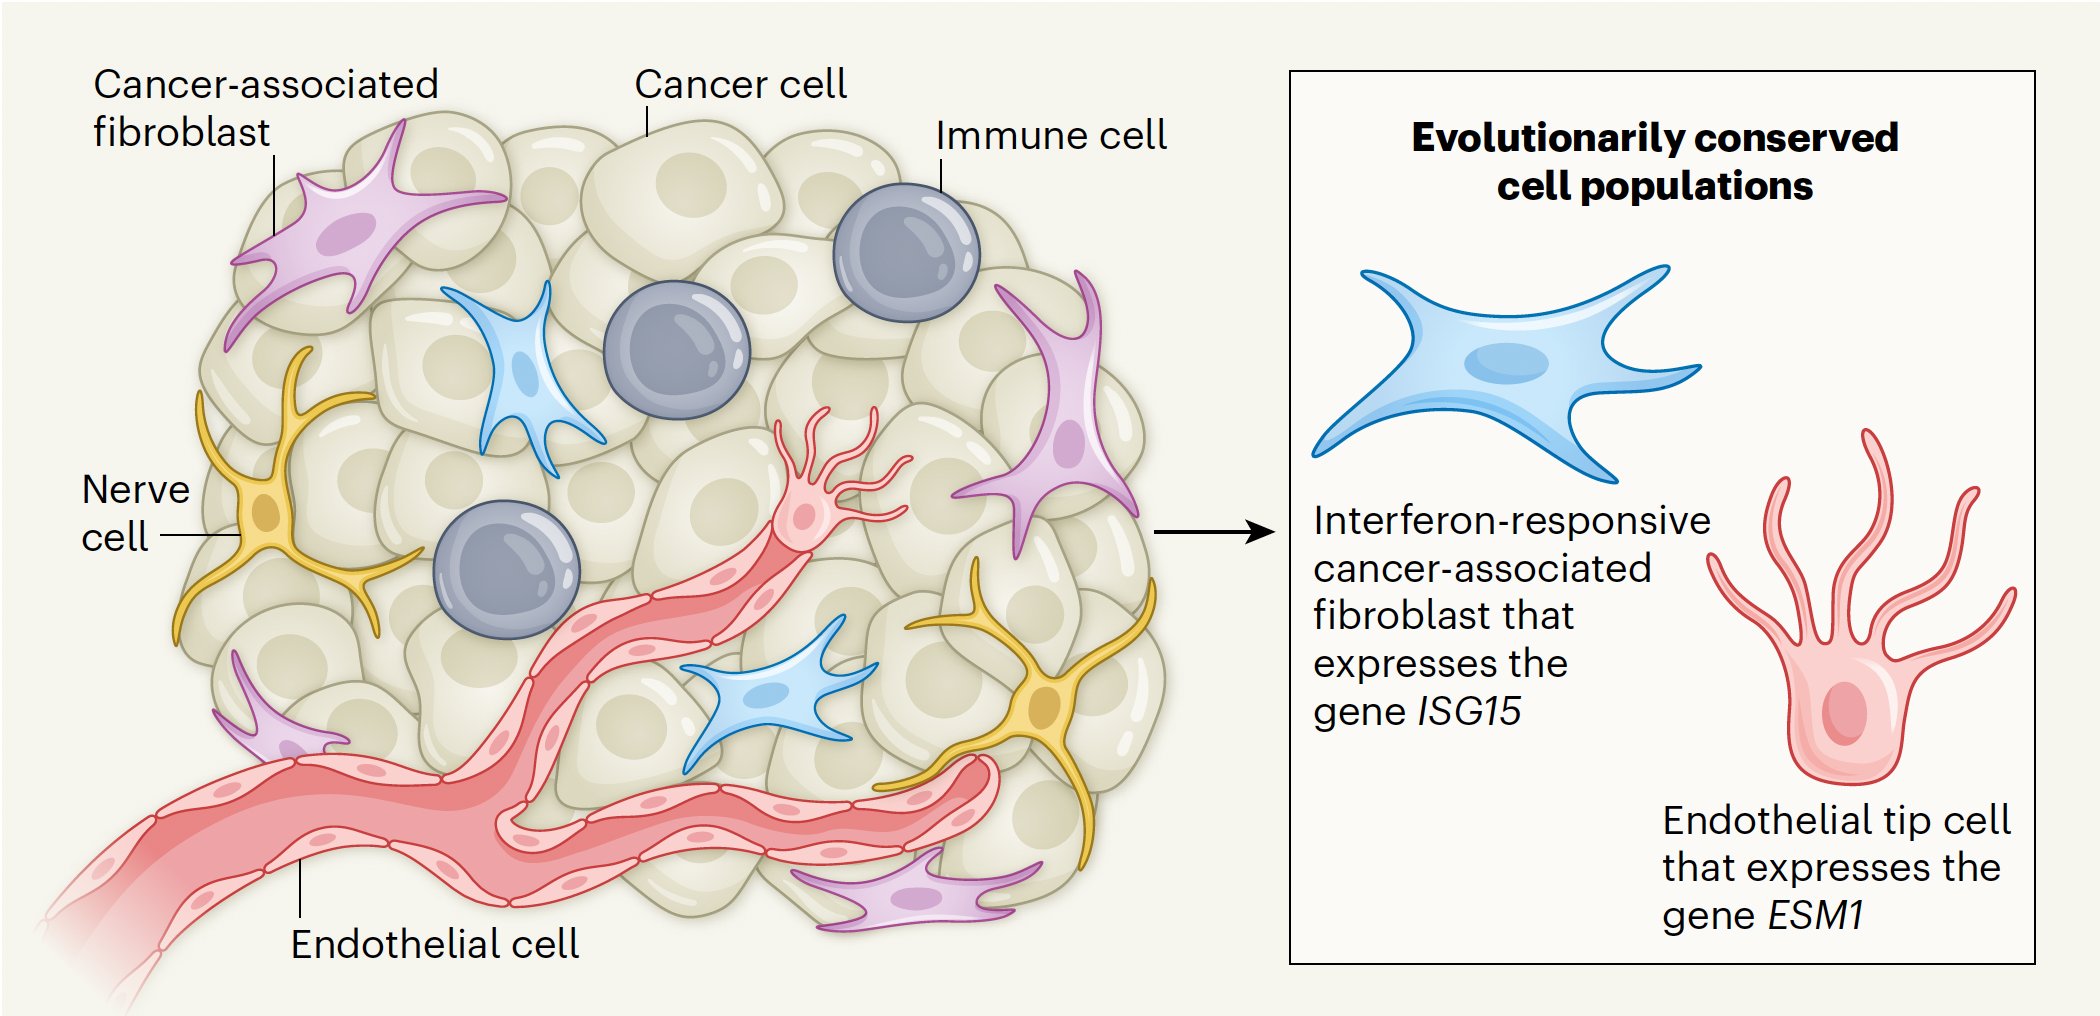 Cancer-associated
fibroblast
Cancer cell
Immune cell
Nerve
cell
Endothelial cell
Evolutionarily conserved
cell populations
Interferon-responsive
cancer-associated
fibroblast that
expresses the
gene ISG15
Endothelial tip cell
that expresses the
gene ESM1